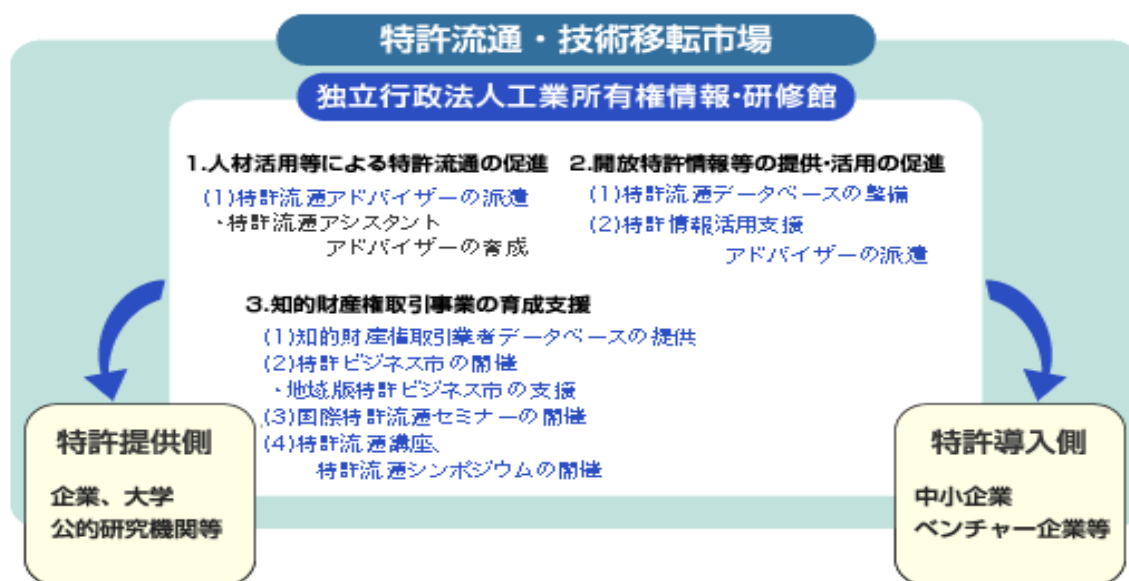 特許流通・技術移転市場
独立行政法人工業所有権情報・研修館
1.人材活用等による特許流通の促進
(1)特許流通アドバイザーの派遣
・特許流通アシスタント
アドバイザーの育成
2.開放特許情報等の提供・活用の促進
(1)特許流通データベースの整備
(2)特許情報活用支援
アドバイザーの派遣
3.知的財産権取引事業の育成支援
(1)知的財産権取引業者データベースの提供
(2)特許ビジネス市の開催
・地域版特許ビジネス市の支援
(3)国際特許流通セミナーの開催
(4)特許流通講座、
特許流通シンポジウムの開催
特許提供側
企業、大学
公的研究機関等
特許導入側
中小企業
ベンチャー企業等